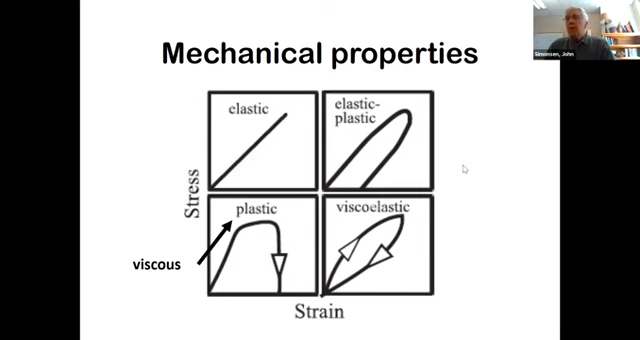 Mechanical properties
Simonsen, John
elastic
elastic-
plastic
Stress
plastic
viscoelastic
viscous
Strain